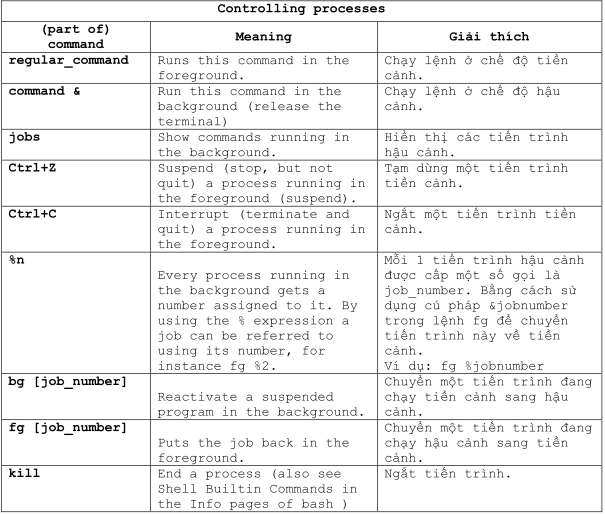 Controlling processes
(part of)
command
Meaning
Giải thích
regular_command
Runs this command in the
foreground.
Chạy lệnh ở chế độ tiền
cảnh.
command &
Run this command in the
background (release the
terminal)
Chạy lệnh ở chế độ hậu
cảnh.
jobs
Show commands running in
the background.
Hiển thị các tiến trình
hậu cảnh.
Ctrl+Z
Suspend (stop, but not
quit) a process running in
the foreground (suspend).
Tạm dừng một tiến trình
tiền cảnh.
Ctrl+C
Interrupt (terminate and
quit) a process running in
the foreground.
Ngắt một tiến trình tiền
cảnh.
%n
Every process running in
the background gets a
number assigned to it. By
using the % expression a
job can be referred to
using its number, for
instance fg %2.
Mỗi 1 tiến trình hậu cảnh
được cấp một số gọi là
job_number. Bằng cách sử
dụng cú pháp &jobnumber
trong lệnh fg để chuyển
tiến trình này về tiền
cảnh.
Ví dụ: fg %jobnumber
bg [job_number]
Reactivate a suspended
program in the background.
Chuyển một tiến trình đang
chạy tiền cảnh sang hậu
cảnh.
fg [job_number]
Puts the job back in the
foreground.
Chuyển một tiến trình đang
chạy hậu cảnh sang tiền
cảnh.
kill
End a process (also see
Shell Builtin Commands in
the Info pages of bash )
Ngắt tiến trình.